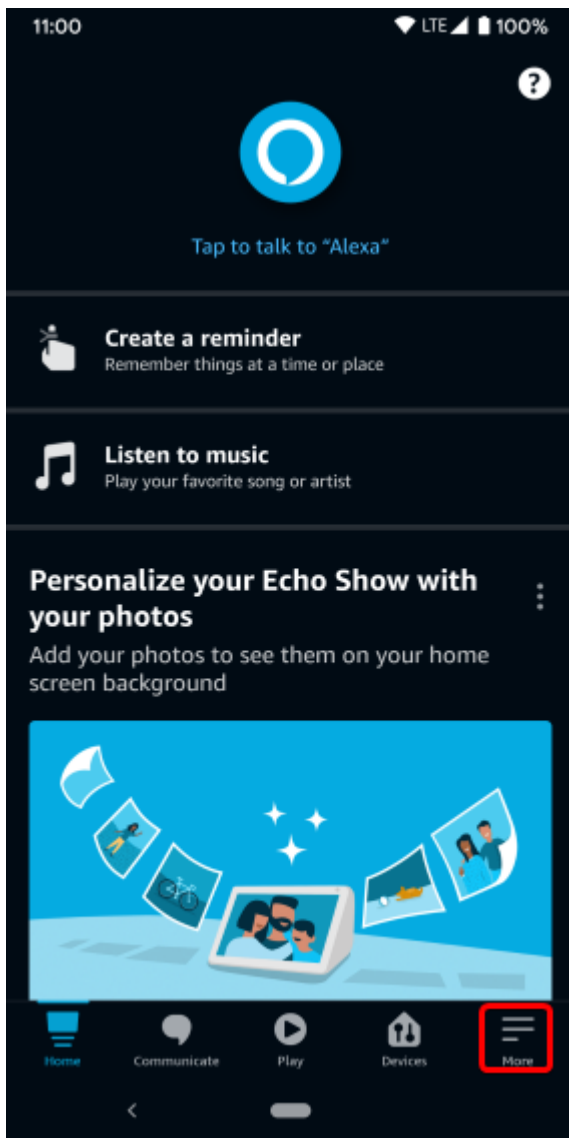 11:00 LTE 100%
?
Tap to talk to “Alexa”
Create a reminder
Remember things at a time or place
Listen to music
Play your favorite song or artist
Personalize your Echo Show with
your photos
Add your photos to see them on your home
screen background
Home Communicate Play Devices More